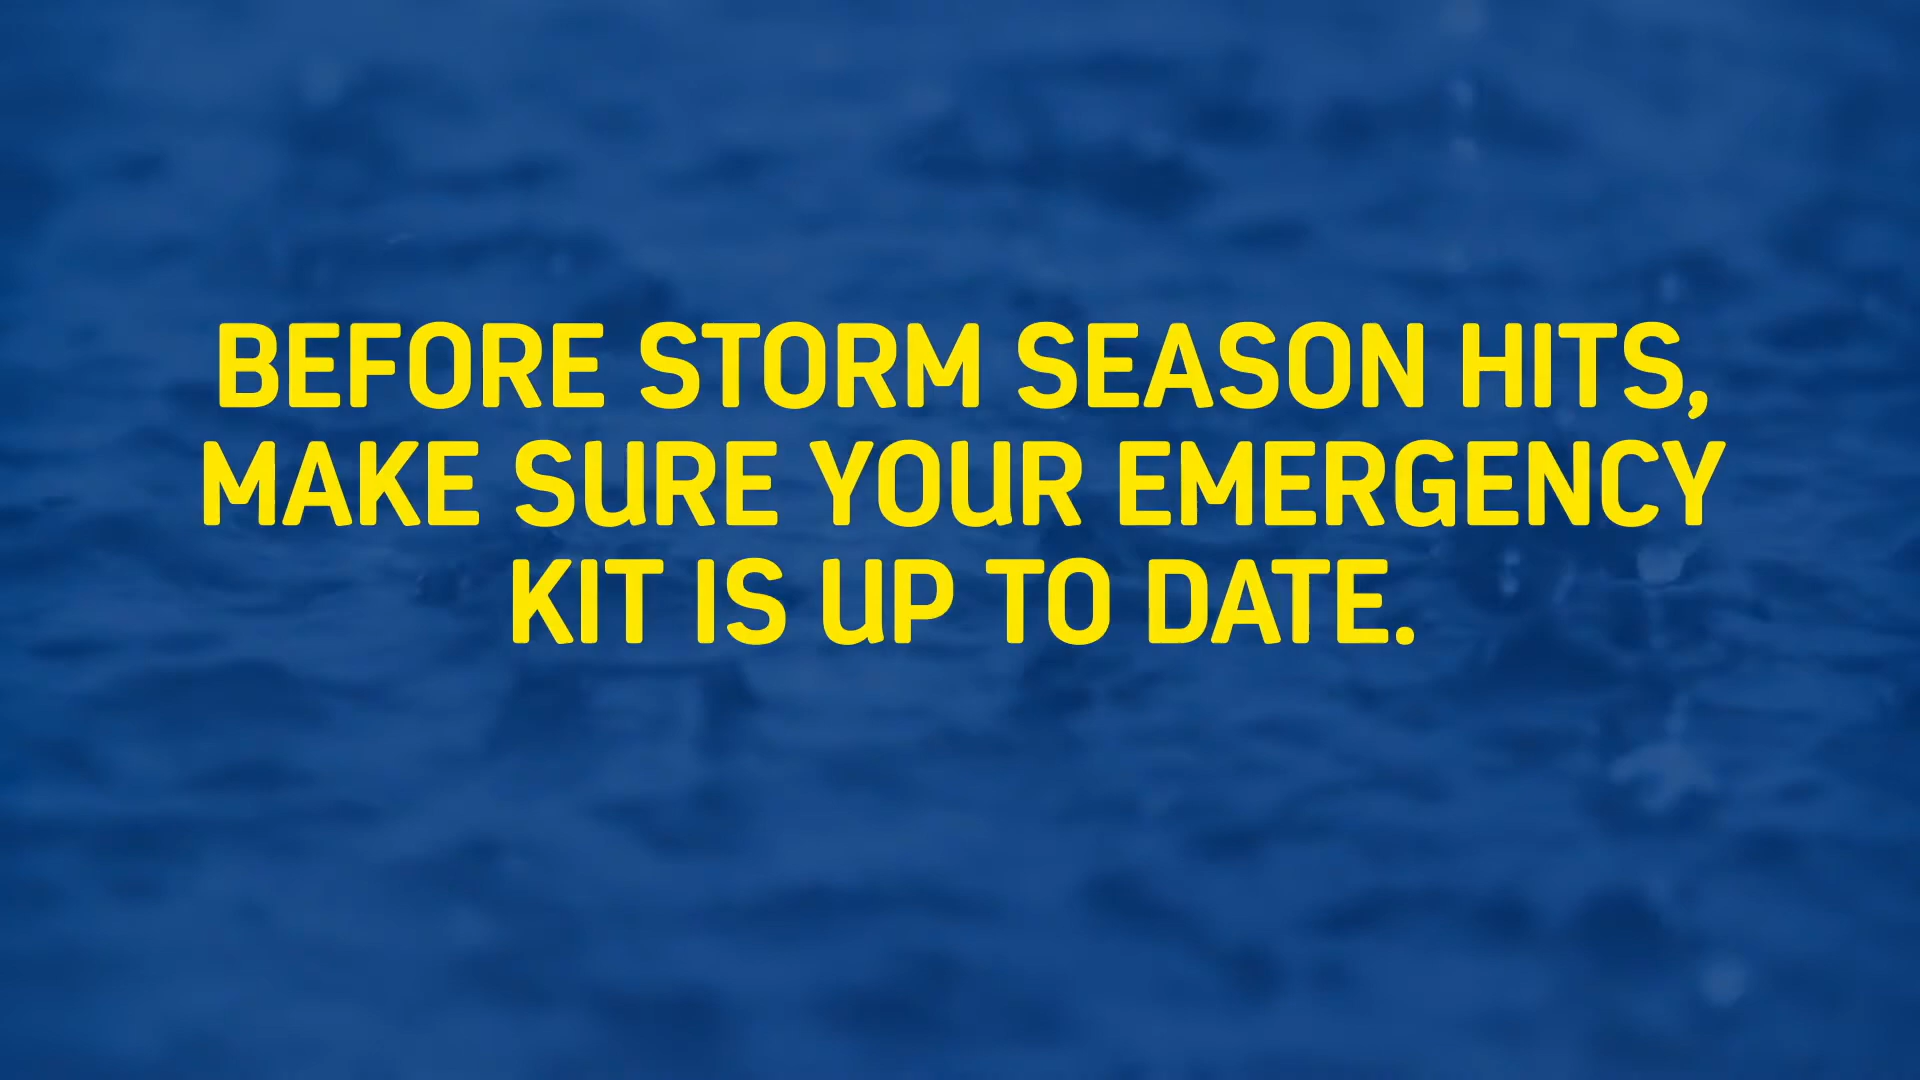 BEFORE STORM SEASON HITS,
MAKE SURE YOUR EMERGENCY
KIT IS UP TO DATE.